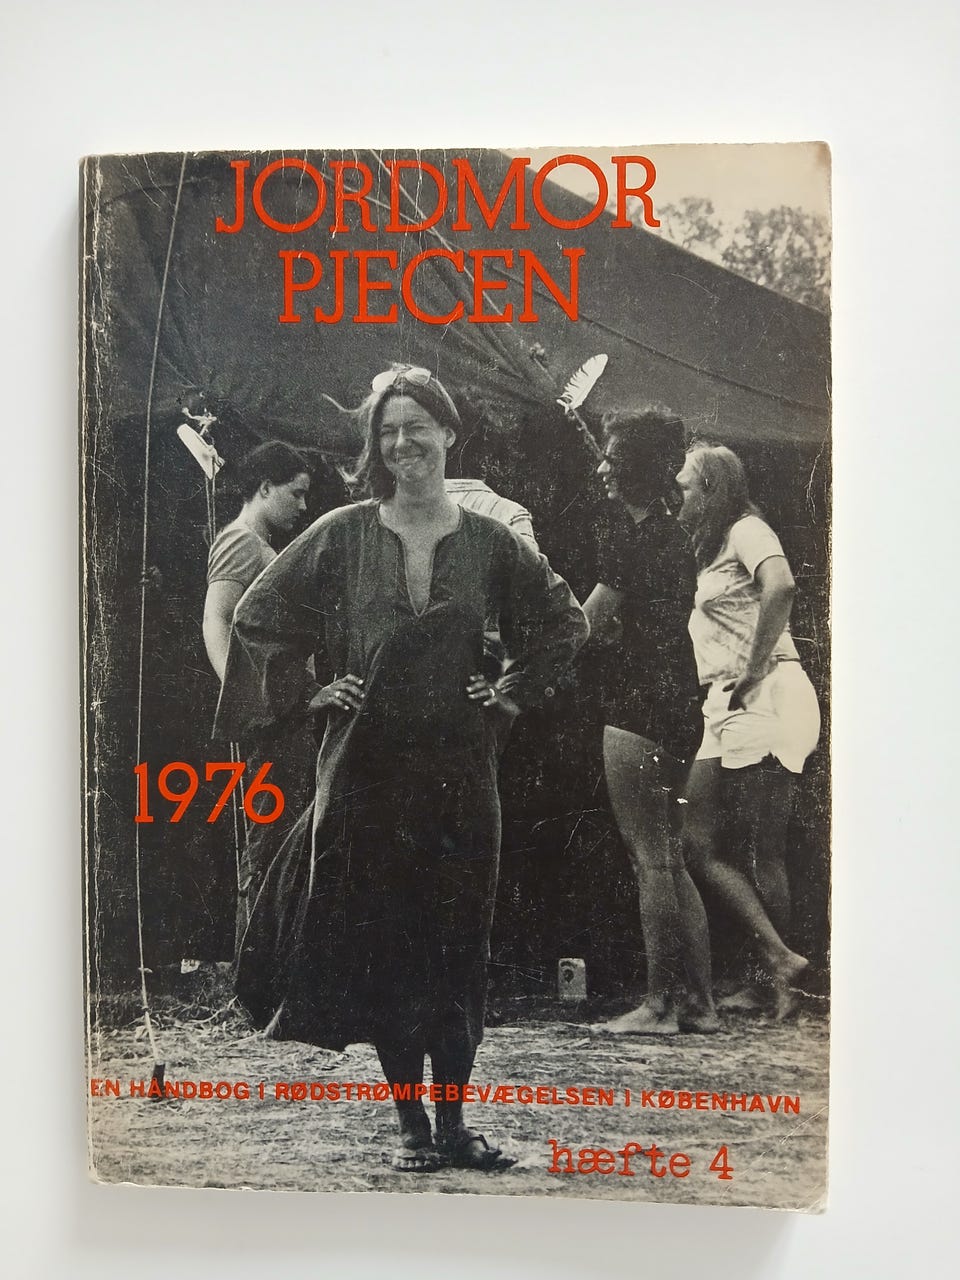 JORDMOR
PJECEN
1976
EN HÅNDBOG I RØDSTRØMPEBEVÆGELSEN I KØBENHAVN
hæfte 4